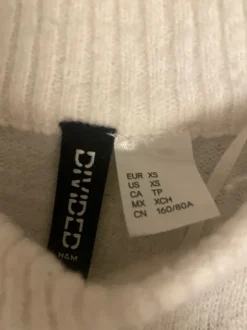 DIVIDED
H&M
EUR XS
US XS
CA TP
MX XCH
CN 160/80A